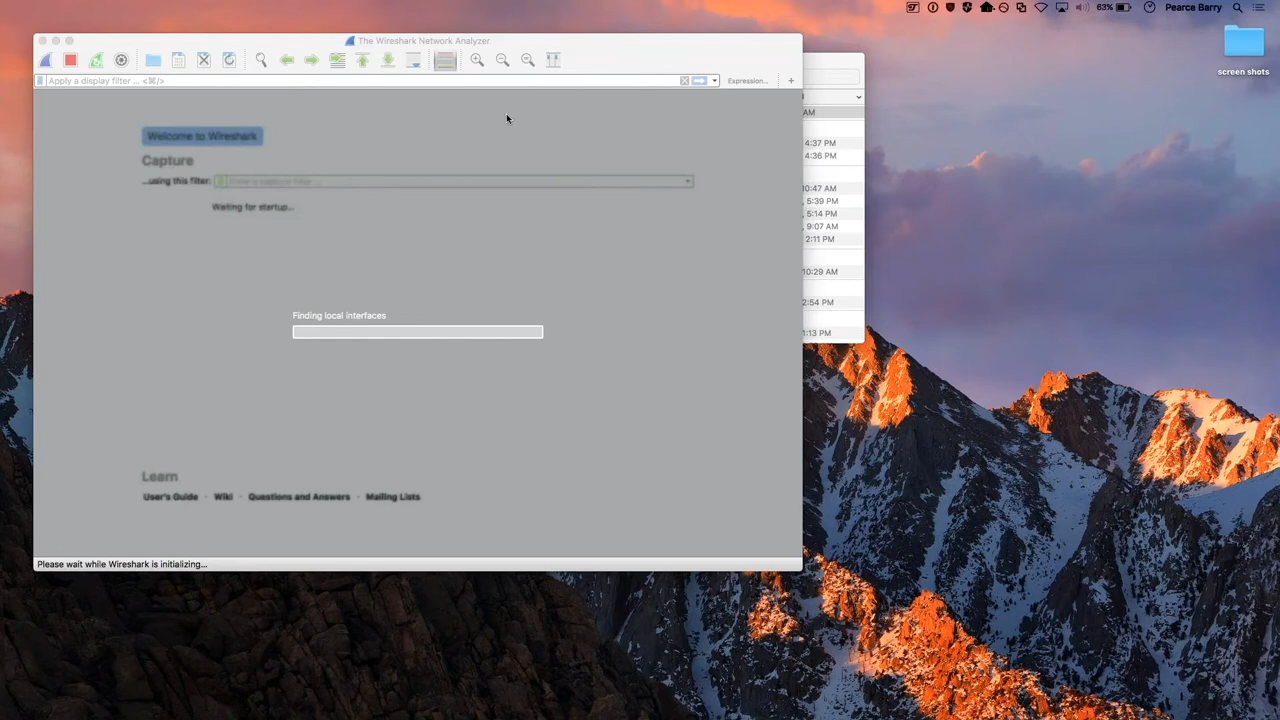 63%
Pearce Barry
The Wireshark Network Analyzer
Apply a display filter ... <⌘/>
Expression...
+
Welcome to Wireshark
Capture
...using this filter:
Enter a capture filter ...
Waiting for startup...
Finding local interfaces
Learn
User's Guide · Wiki · Questions and Answers · Mailing Lists
Please wait while Wireshark is initializing...
AM
4:37 PM
4:36 PM
10:47 AM
, 5:39 PM
, 5:14 PM
, 9:07 AM
2:11 PM
10:29 AM
2:54 PM
1:13 PM
screen shots